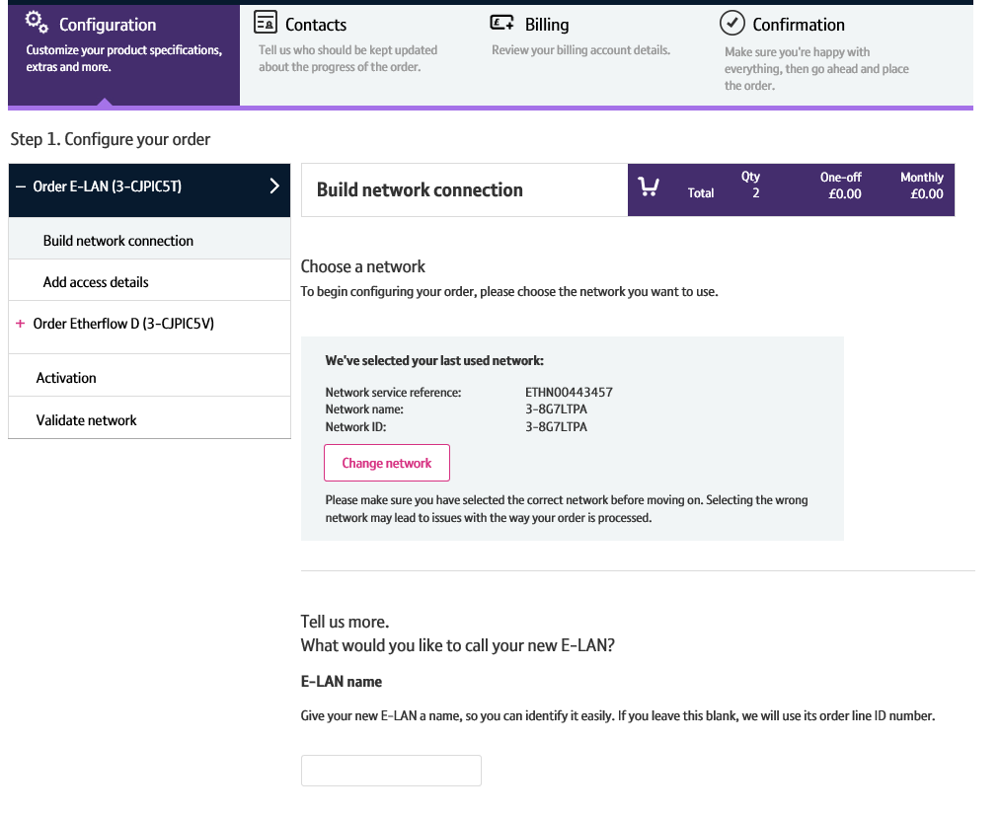 Configuration
Customize your product specifications,
extras and more.
Contacts
Tell us who should be kept updated
about the progress of the order.
Billing
Review your billing account details.
Confirmation
Make sure you're happy with
everything, then go ahead and place
the order.
Step 1. Configure your order
Order E-LAN (3-CJPIC5T)
Build network connection
Add access details
+ Order Etherflow D (3-CJPIC5V)
Activation
Validate network
Build network connection
Qty One-off Monthly
Total 2 £0.00 £0.00
Choose a network
To begin configuring your order, please choose the network you want to use.
We've selected your last used network:
Network service reference: ETHN00443457
Network name: 3-8G7LTPA
Network ID: 3-8G7LTPA
Change network
Please make sure you have selected the correct network before moving on. Selecting the wrong
network may lead to issues with the way your order is processed.
Tell us more.
What would you like to call your new E-LAN?
E-LAN name
Give your new E-LAN a name, so you can identify it easily. If you leave this blank, we will use its order line ID number.